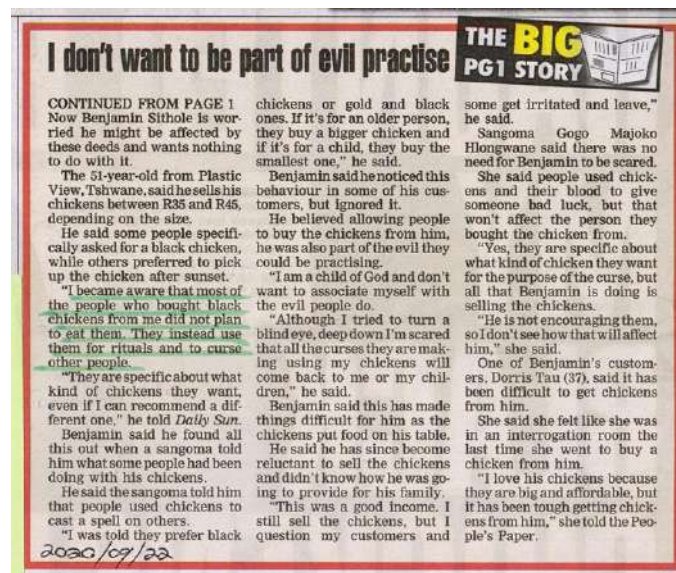 I don't want to be part of evil practise
THE BIG
PG1 STORY
CONTINUED FROM PAGE 1
Now Benjamin Sithole is wor-
ried he might be affected by
these deeds and wants nothing
to do with it.
The 51-year-old from Plastic
View, Tshwane, said he sells his
chickens between R35 and R45,
depending on the size.
He said some people specifi-
cally asked for a black chicken,
while others preferred to pick
up the chicken after sunset.
"I became aware that most of
the people who bought black
chickens from me did not plan
to eat them. They instead use
them for rituals and to curse
other people.
"They are specific about what
kind of chickens they want,
even if I can recommend a dif-
ferent one," he told Daily Sun.
Benjamin said he found all
this out when a sangoma told
him what some people had been
doing with his chickens.
He said the sangoma told him
that people used chickens to
cast a spell on others.
"I was told they prefer black
2020/09/22
chickens or gold and black
ones. If it's for an older person,
they buy a bigger chicken and
if it's for a child, they buy the
smallest one," he said.
Benjamin said he noticed this
behaviour in some of his cus-
tomers, but ignored it.
He believed allowing people
to buy the chickens from him,
he was also part of the evil they
could be practising.
"I am a child of God and don't
want to associate myself with
the evil people do.
"Although I tried to turn a
blind eye, deep down I'm scared
that all the curses they are mak-
ing using my chickens will
come back to me or my chil-
dren," he said.
Benjamin said this has made
things difficult for him as the
chickens put food on his table.
He said he has since become
reluctant to sell the chickens
and didn't know how he was go-
ing to provide for his family.
"This was a good income. I
still sell the chickens, but I
question my customers and
some get irritated and leave,"
he said.
Sangoma Gogo Majoko
Hlongwane said there was no
need for Benjamin to be scared.
She said people used chick-
ens and their blood to give
someone bad luck, but that
won't affect the person they
bought the chicken from.
"Yes, they are specific about
what kind of chicken they want
for the purpose of the curse, but
all that Benjamin is doing is
selling the chickens.
"He is not encouraging them,
so I don't see how that will affect
him," she said.
One of Benjamin's custom-
ers, Dorris Tau (37), said it has
been difficult to get chickens
from him.
She said she felt like she was
in an interrogation room the
last time she went to buy a
chicken from him.
"I love his chickens because
they are big and affordable, but
it has been tough getting chick-
ens from him," she told the Peo-
ple's Paper.